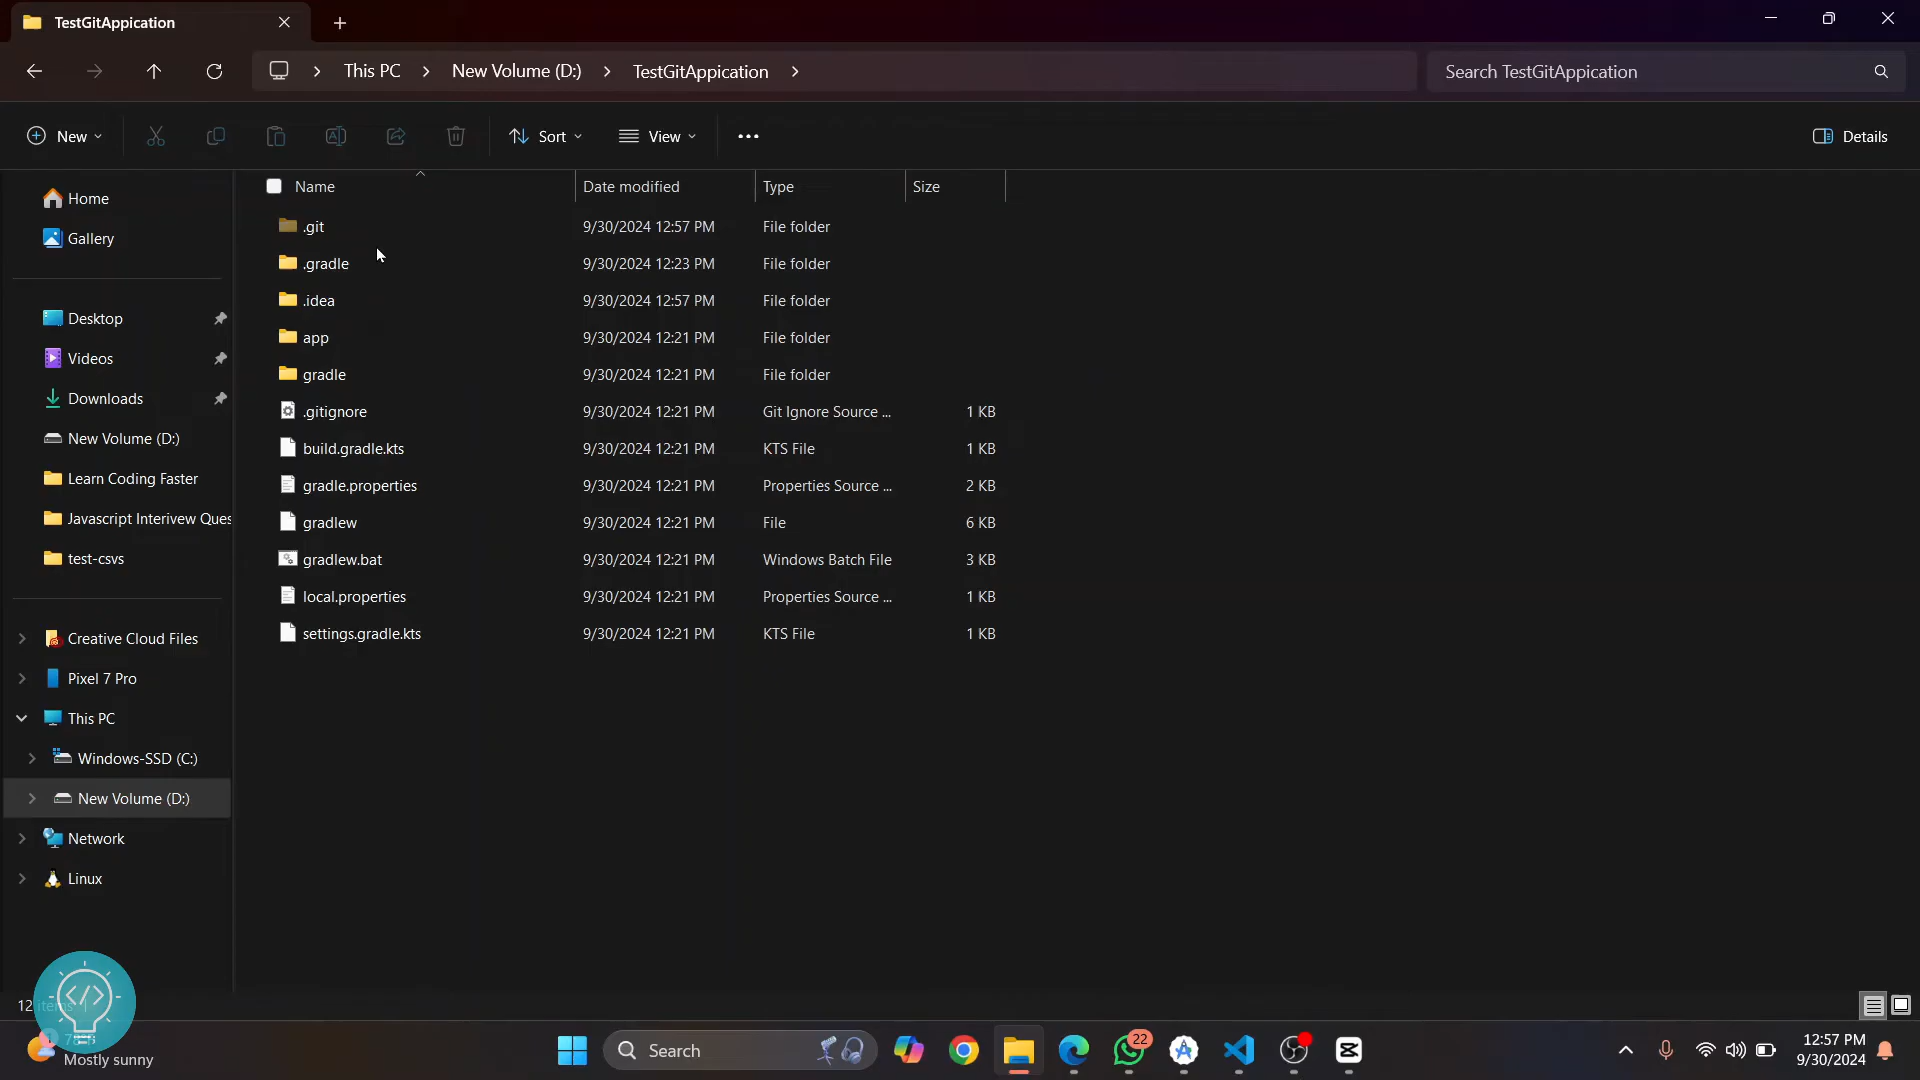 TestGitAppication
This PC
New Volume (D:)
TestGitAppication
Search TestGitAppication
New
Sort
View
Details
Name
Date modified
Type
Size
.git
9/30/2024 12:57 PM
File folder
.gradle
9/30/2024 12:23 PM
File folder
.idea
9/30/2024 12:57 PM
File folder
app
9/30/2024 12:21 PM
File folder
gradle
9/30/2024 12:21 PM
File folder
.gitignore
9/30/2024 12:21 PM
Git Ignore Source ...
1 KB
build.gradle.kts
9/30/2024 12:21 PM
KTS File
1 KB
gradle.properties
9/30/2024 12:21 PM
Properties Source ...
2 KB
gradlew
9/30/2024 12:21 PM
File
6 KB
gradlew.bat
9/30/2024 12:21 PM
Windows Batch File
3 KB
local.properties
9/30/2024 12:21 PM
Properties Source ...
1 KB
settings.gradle.kts
9/30/2024 12:21 PM
KTS File
1 KB
Home
Gallery
Desktop
Videos
Downloads
New Volume (D:)
Learn Coding Faster
Javascript Interivew Ques
test-csvs
Creative Cloud Files
Pixel 7 Pro
This PC
Windows-SSD (C:)
New Volume (D:)
Network
Linux
12 items
Mostly sunny
Search
22
12:57 PM
9/30/2024